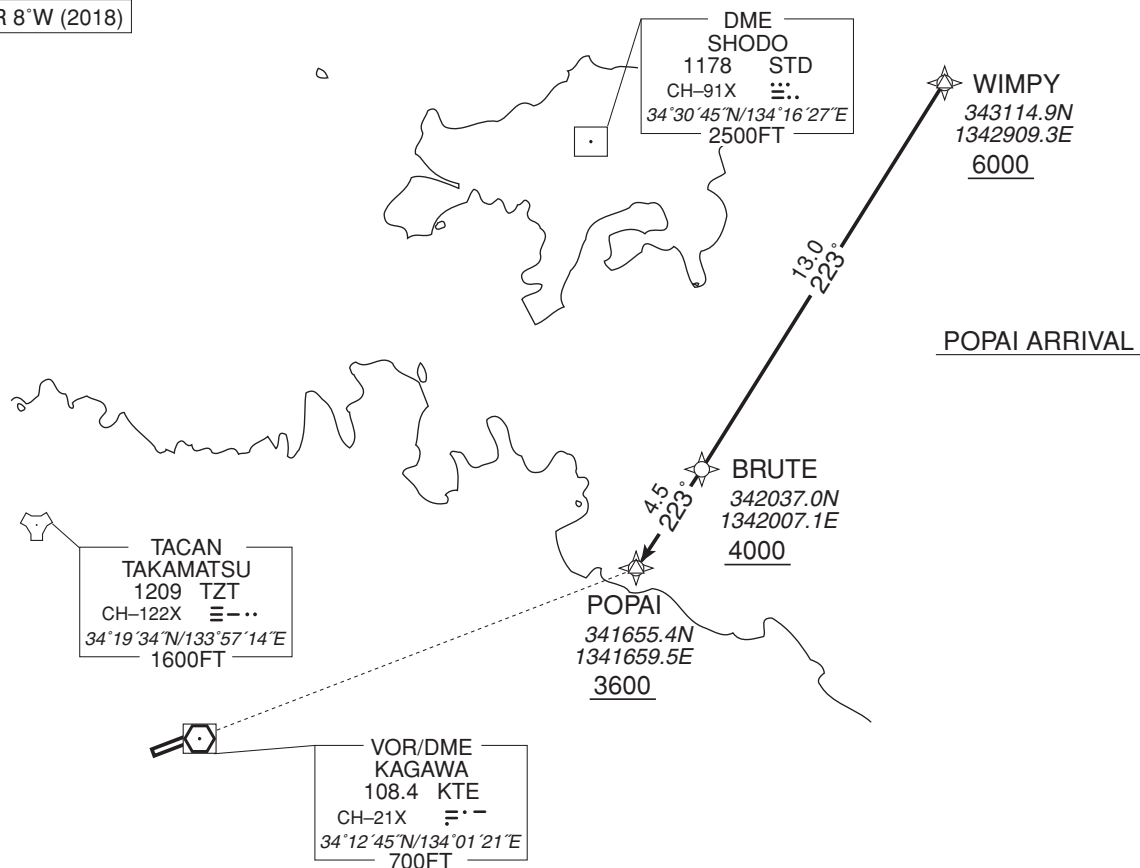 R 8˚W (2018)
DME
SHODO
1178 STD
CH–91X
34˚30´45˝N/134˚16´27˝E
2500FT
WIMPY
343114.9N
1342909.3E
6000
13.0
223˚
POPAI ARRIVAL
BRUTE
342037.0N
1342007.1E
4000
4.5
223˚
TACAN
TAKAMATSU
1209 TZT
CH–122X
34˚19´34˝N/133˚57´14˝E
1600FT
POPAI
341655.4N
1341659.5E
3600
VOR/DME
KAGAWA
108.4 KTE
CH–21X
34˚12´45˝N/134˚01´21˝E
700FT